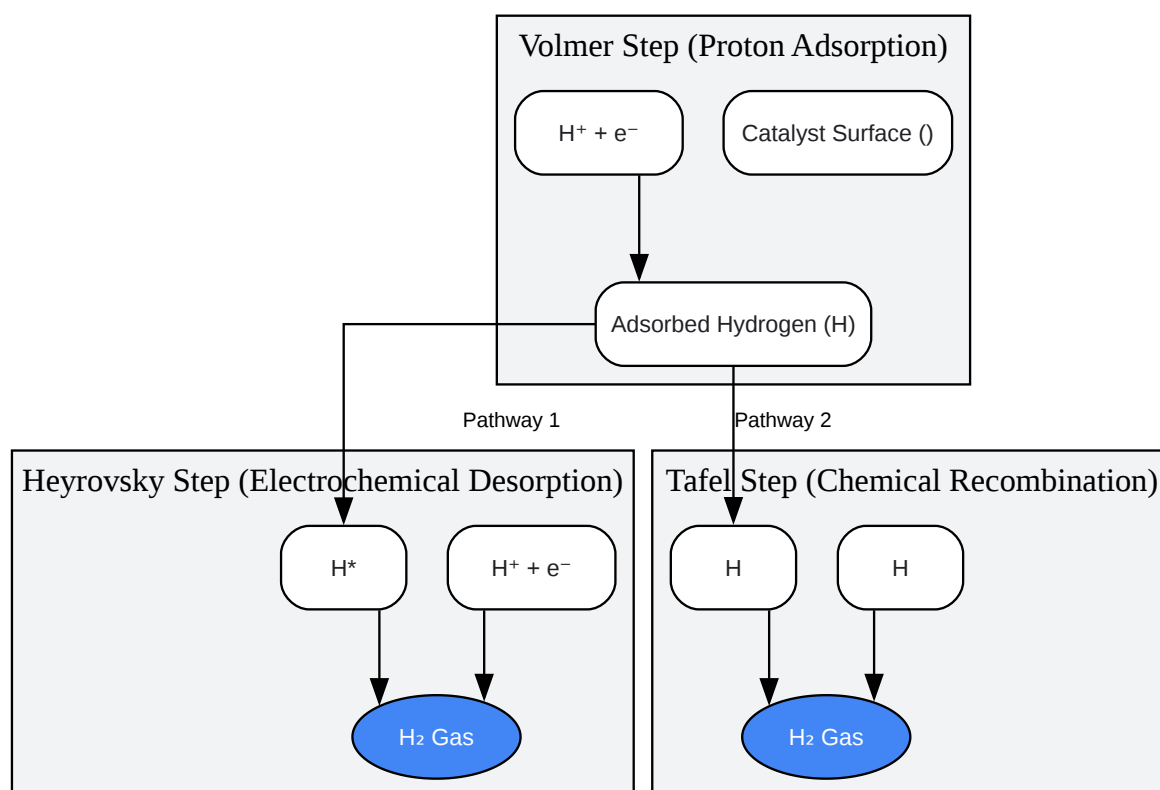 Volmer Step (Proton Adsorption)
H⁺ + e⁻
Catalyst Surface ()
Adsorbed Hydrogen (H)
Pathway 1
Pathway 2
Heyrovsky Step (Electrochemical Desorption)
H*
H⁺ + e⁻
H₂ Gas
Tafel Step (Chemical Recombination)
H
H
H₂ Gas